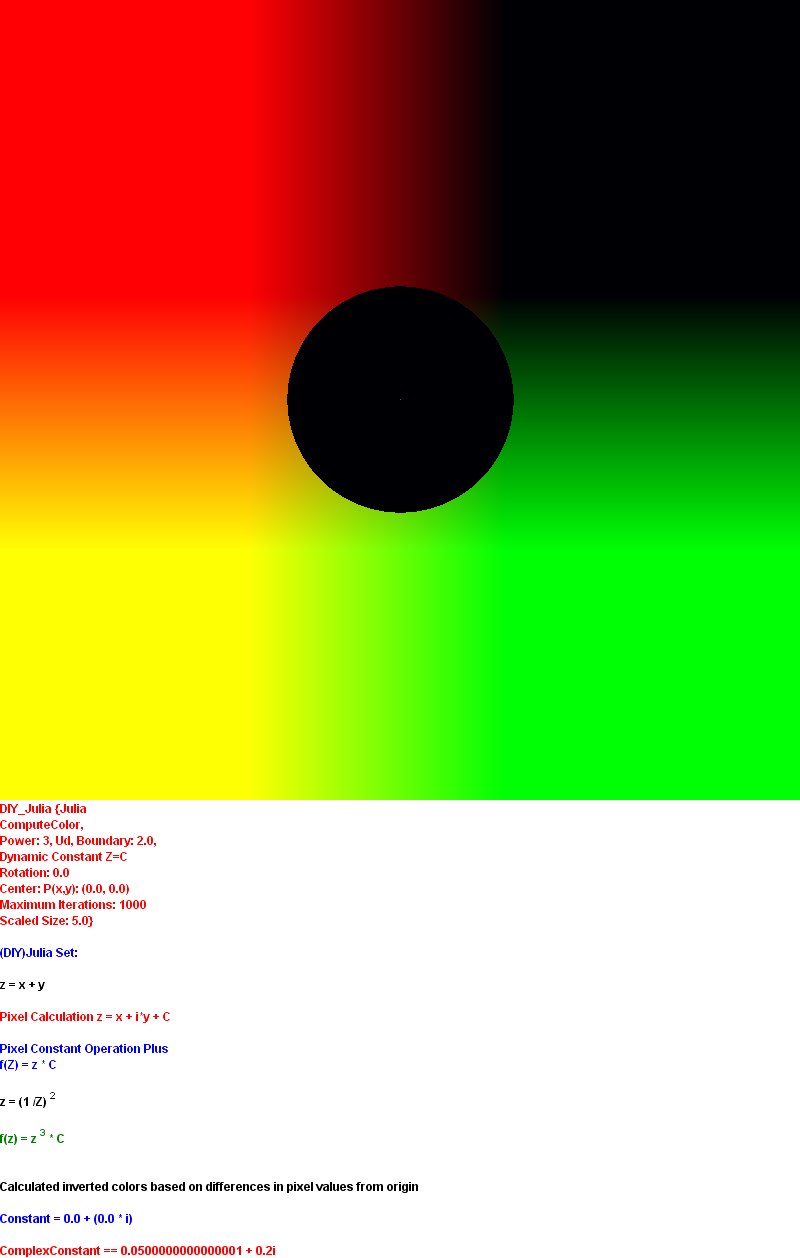 DIY_Julia {Julia
ComputeColor,
Power: 3, Ud, Boundary: 2.0,
Dynamic Constant Z=C
Rotation: 0.0
Center: P(x,y): (0.0, 0.0)
Maximum Iterations: 1000
Scaled Size: 5.0}
(DIY)Julia Set:
z = x + y
Pixel Calculation z = x + i*y + C
Pixel Constant Operation Plus
f(Z) = z * C
z = (1 /Z) 2
f(z) = z 3 * C
Calculated inverted colors based on differences in pixel values from origin
Constant = 0.0 + (0.0 * i)
ComplexConstant == 0.0500000000000001 + 0.2i